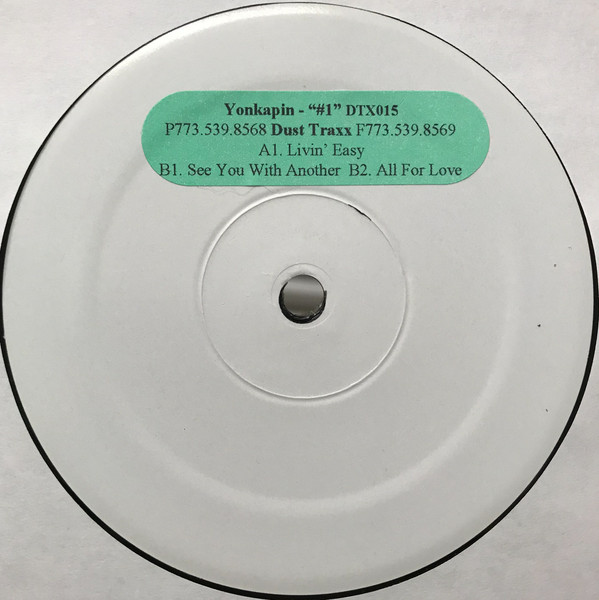 Yonkapin - “#1” DTX015
P773.539.8568 Dust Traxx F773.539.8569
A1. Livin’ Easy
B1. See You With Another B2. All For Love